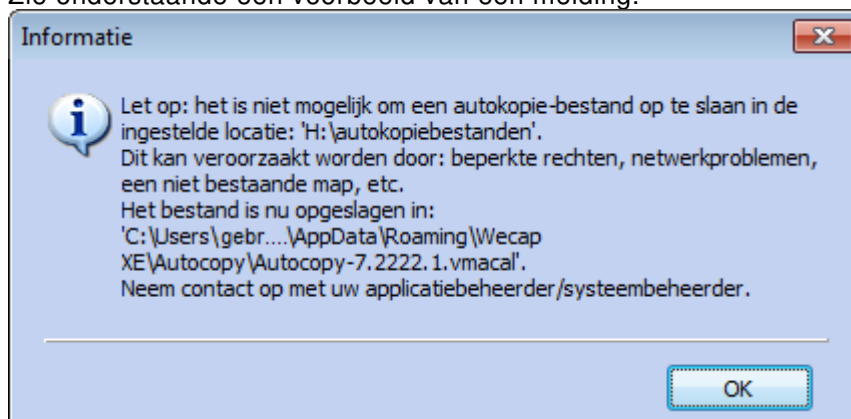 Zie onderstaande een voorbeeld van een melding:
Informatie
Let op: het is niet mogelijk om een autokopie-bestand op te slaan in de
ingestelde locatie: 'H:\autokopiebestanden'.
Dit kan veroorzaakt worden door: beperkte rechten, netwerkproblemen,
een niet bestaande map, etc.
Het bestand is nu opgeslagen in:
'C:\Users\gebr....\AppData\Roaming\Wecap
XE\Autocopy\Autocopy-7.2222.1.vmacal'.
Neem contact op met uw applicatiebeheerder/systeembeheerder.
OK